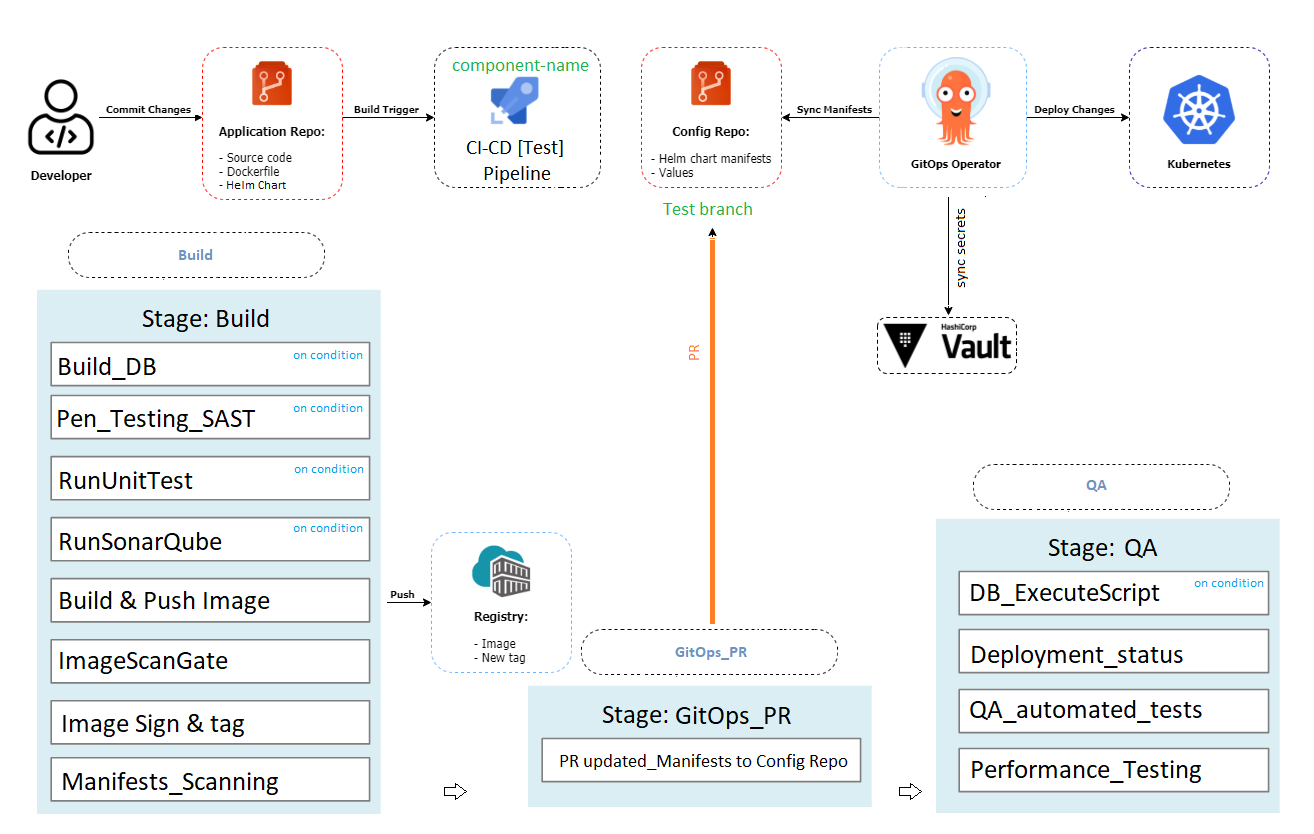 Developer
Commit Changes
Application Repo:
- Source code
- Dockerfile
- Helm Chart
Build Trigger
component-name
CI-CD [Test]
Pipeline
Config Repo:
- Helm chart manifests
- Values
Test branch
Sync Manifests
GitOps Operator
Deploy Changes
Kubernetes
sync secrets
HashiCorp
Vault
PR
Build
Stage: Build
Build_DB
on condition
Pen_Testing_SAST
on condition
RunUnitTest
on condition
RunSonarQube
on condition
Build & Push Image
ImageScanGate
Image Sign & tag
Manifests_Scanning
Push
Registry:
- Image
- New tag
GitOps_PR
Stage: GitOps_PR
PR updated_Manifests to Config Repo
QA
Stage: QA
DB_ExecuteScript
on condition
Deployment_status
QA_automated_tests
Performance_Testing